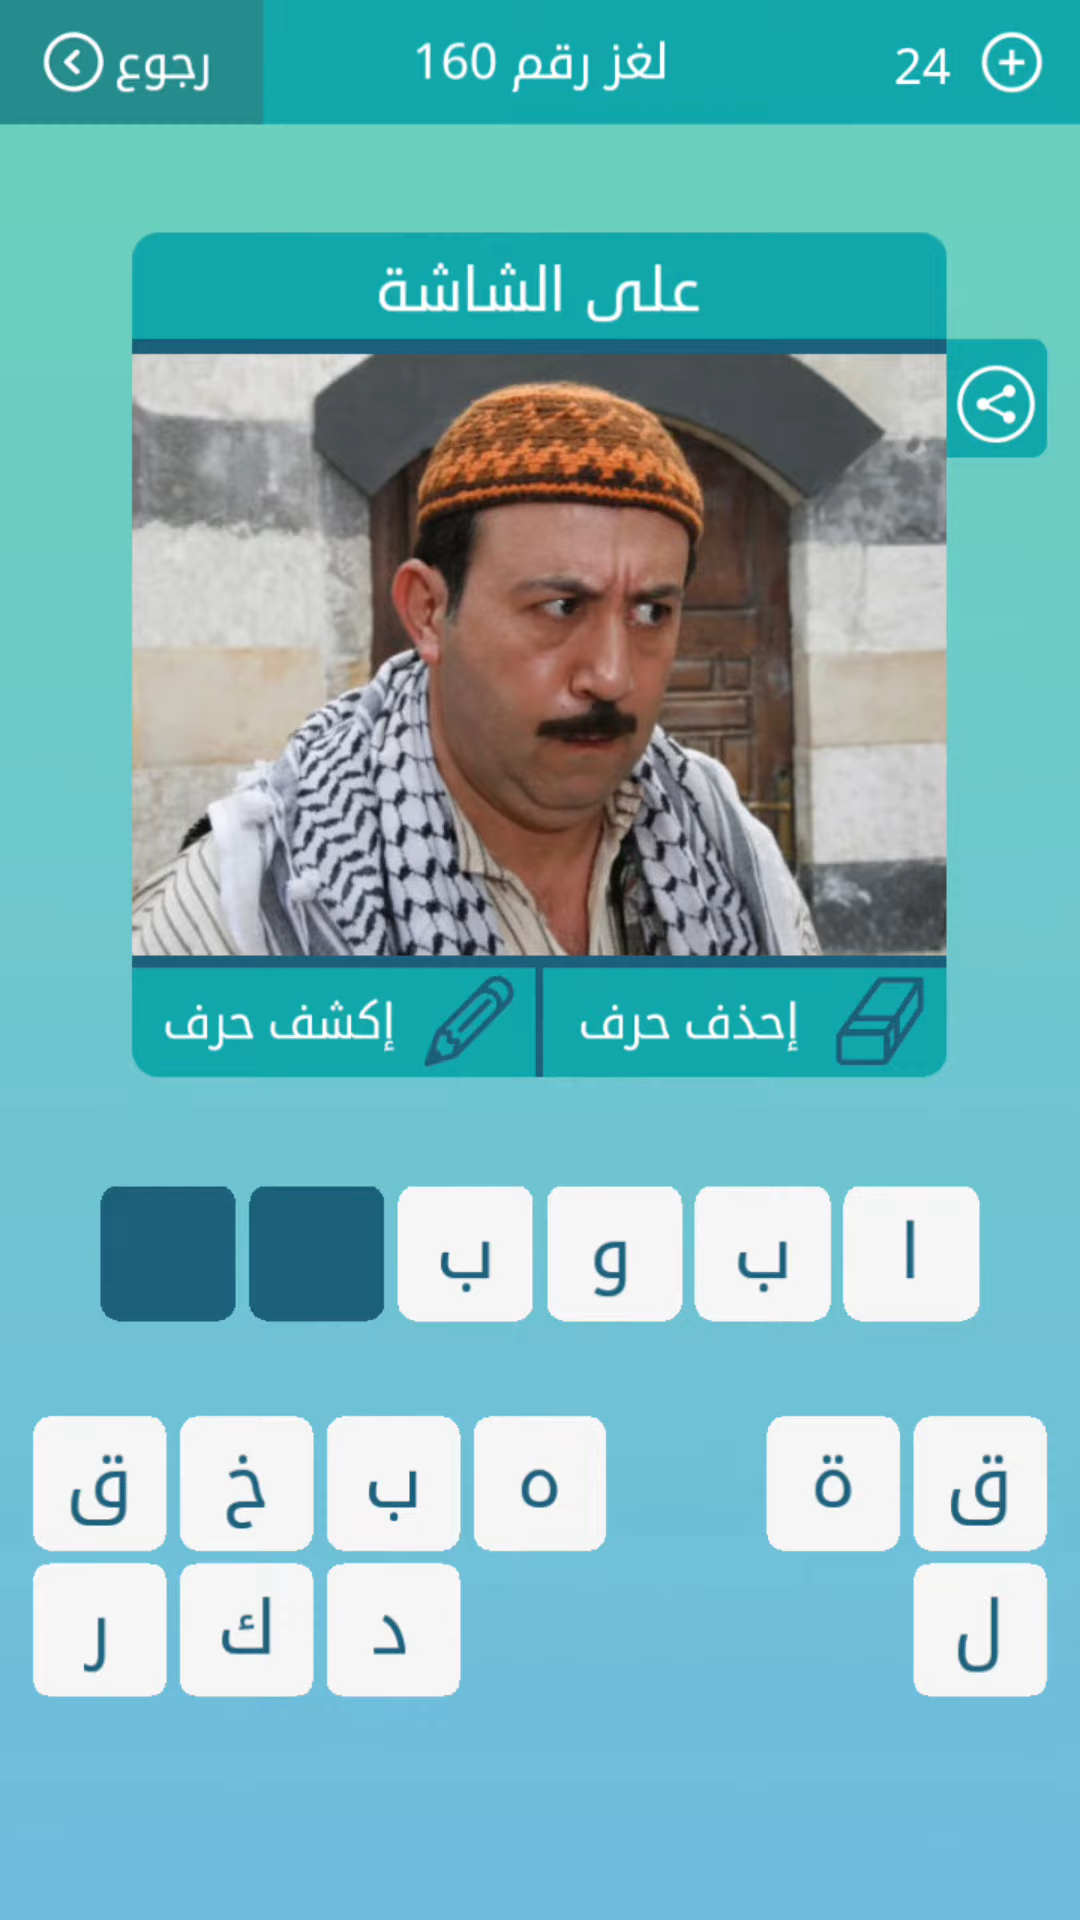 رجوع
لغز رقم 160
24
على الشاشة
إكشف حرف
إحذف حرف
ا ب و ب
ق ة ه ب خ ق
ل د ك ر